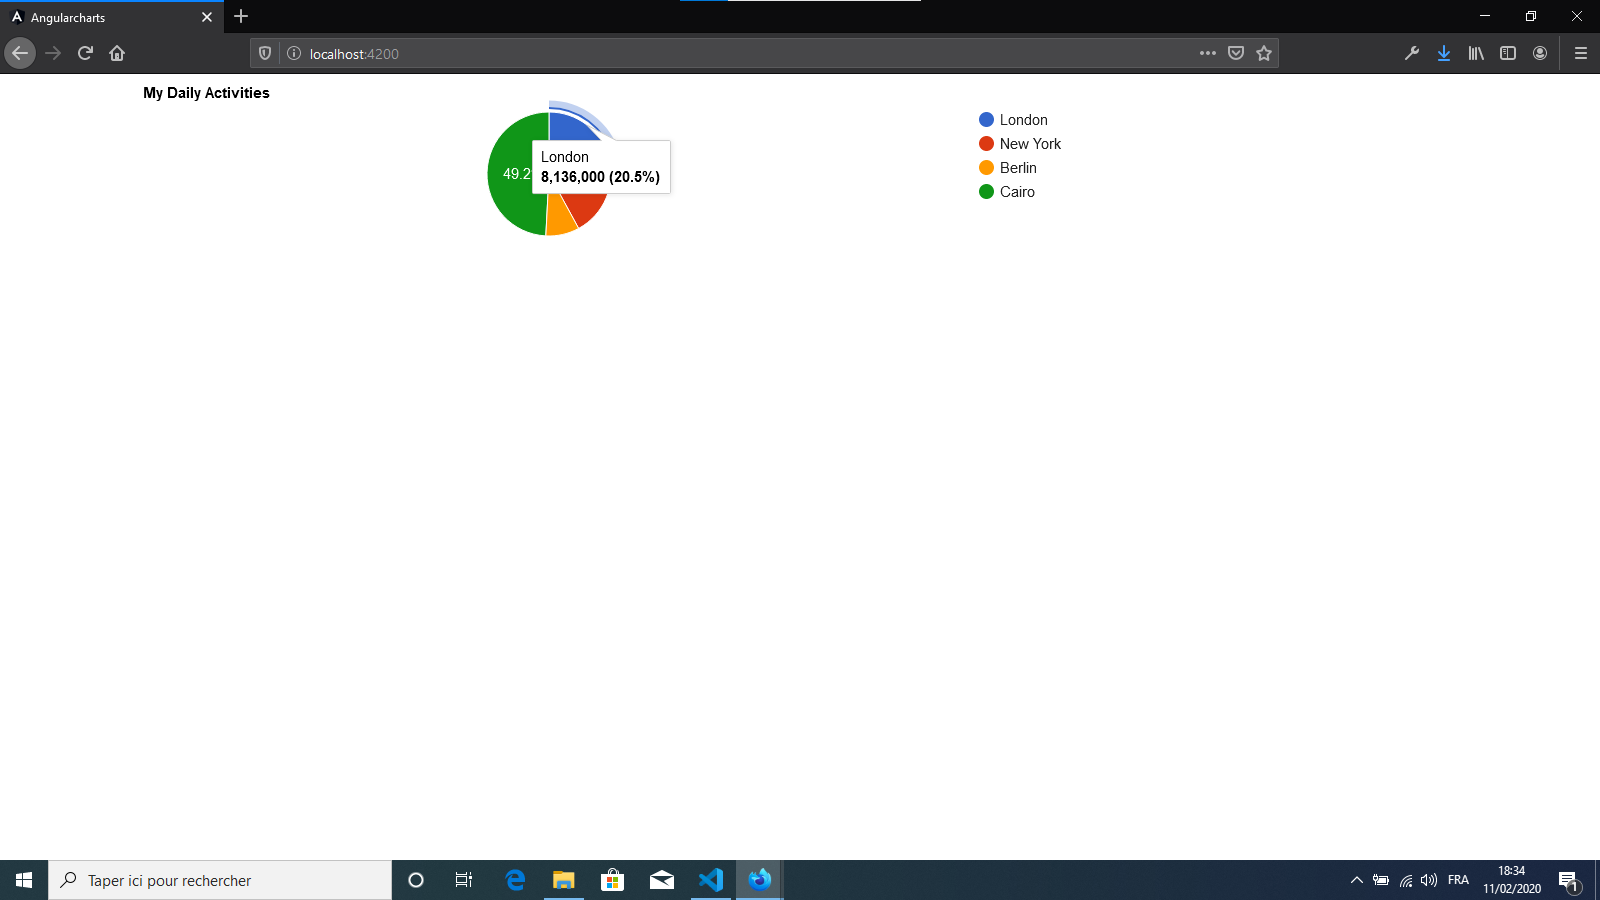 Angularcharts
localhost:4200
My Daily Activities
London
8,136,000 (20.5%)
49.2
London
New York
Berlin
Cairo
Taper ici pour rechercher
FRA
18:34
11/02/2020
1